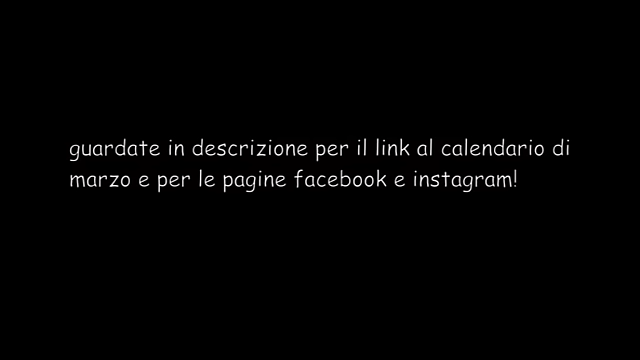 guardate in descrizione per il link al calendario di
marzo e per le pagine facebook e instagram!